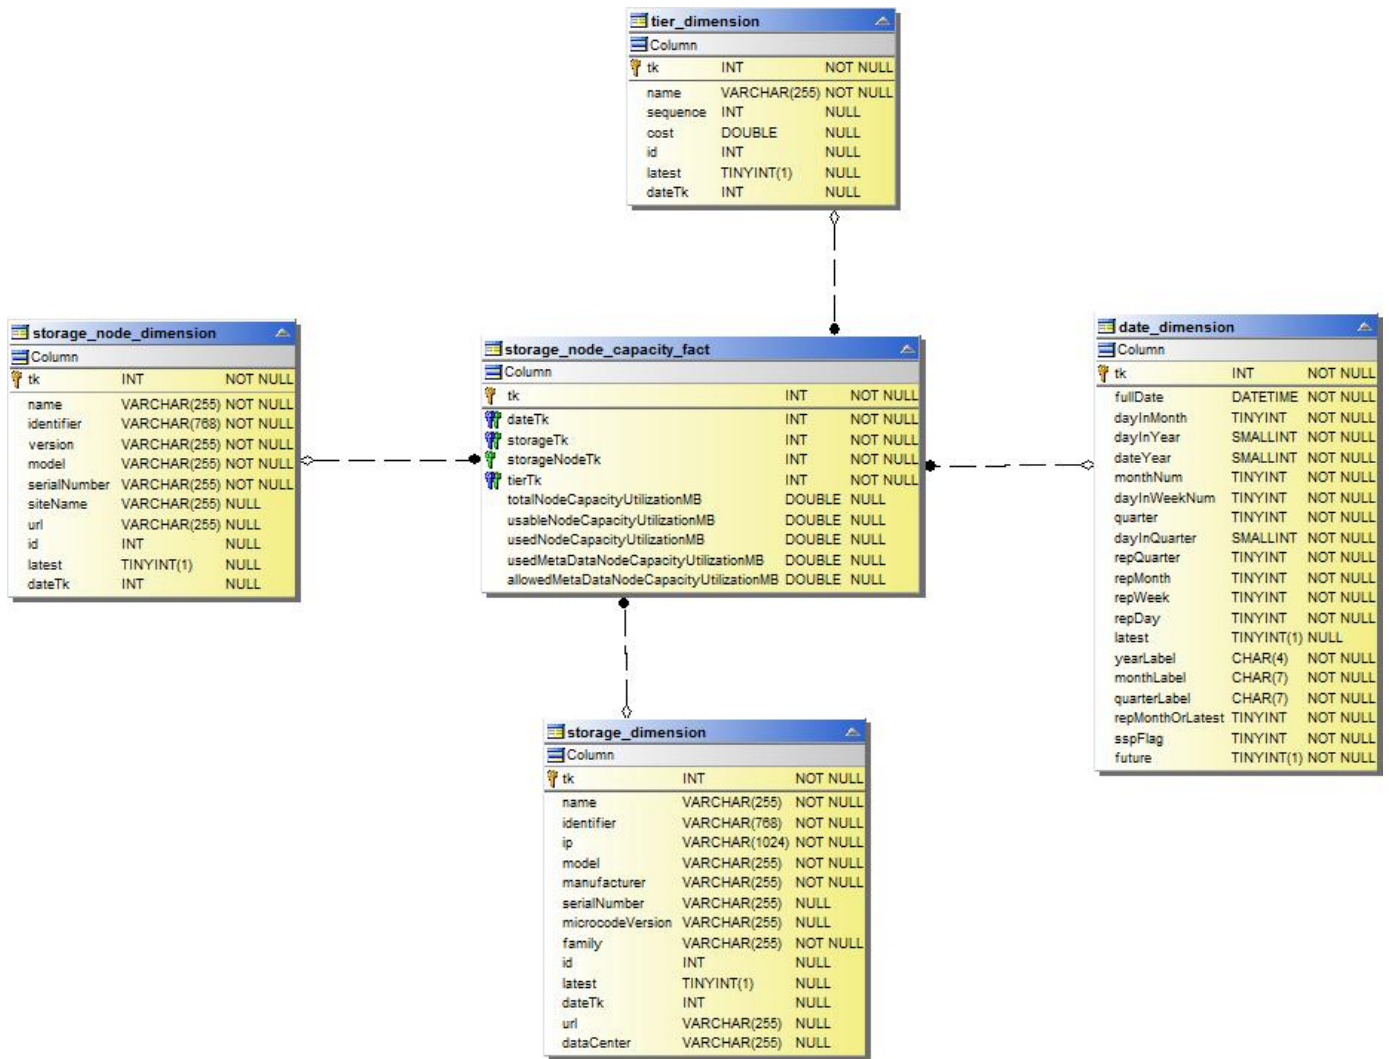 tier_dimension
Column
tk INT NOT NULL
name VARCHAR(255) NOT NULL
sequence INT NULL
cost DOUBLE NULL
id INT NULL
latest TINYINT(1) NULL
dateTk INT NULL
storage_node_dimension
Column
tk INT NOT NULL
name VARCHAR(255) NOT NULL
identifier VARCHAR(768) NOT NULL
version VARCHAR(255) NOT NULL
model VARCHAR(255) NOT NULL
serialNumber VARCHAR(255) NOT NULL
siteName VARCHAR(255) NULL
url VARCHAR(255) NULL
id INT NULL
latest TINYINT(1) NULL
dateTk INT NULL
storage_node_capacity_fact
Column
tk INT NOT NULL
dateTk INT NOT NULL
storageTk INT NOT NULL
storageNodeTk INT NOT NULL
tierTk INT NOT NULL
totalNodeCapacityUtilizationMB DOUBLE NULL
usableNodeCapacityUtilizationMB DOUBLE NULL
usedNodeCapacityUtilizationMB DOUBLE NULL
usedMetaDataNodeCapacityUtilizationMB DOUBLE NULL
allowedMetaDataNodeCapacityUtilizationMB DOUBLE NULL
date_dimension
Column
tk INT NOT NULL
fullDate DATETIME NOT NULL
dayInMonth TINYINT NOT NULL
dayInYear SMALLINT NOT NULL
dateYear SMALLINT NOT NULL
monthNum TINYINT NOT NULL
dayInWeekNum TINYINT NOT NULL
quarter TINYINT NOT NULL
dayInQuarter SMALLINT NOT NULL
repQuarter TINYINT NOT NULL
repMonth TINYINT NOT NULL
repWeek TINYINT NOT NULL
repDay TINYINT NOT NULL
latest TINYINT(1) NULL
yearLabel CHAR(4) NOT NULL
monthLabel CHAR(7) NOT NULL
quarterLabel CHAR(7) NOT NULL
repMonthOrLatest TINYINT NOT NULL
sspFlag TINYINT NOT NULL
future TINYINT(1) NOT NULL
storage_dimension
Column
tk INT NOT NULL
name VARCHAR(255) NOT NULL
identifier VARCHAR(768) NOT NULL
ip VARCHAR(1024) NOT NULL
model VARCHAR(255) NOT NULL
manufacturer VARCHAR(255) NOT NULL
serialNumber VARCHAR(255) NULL
microcodeVersion VARCHAR(255) NULL
family VARCHAR(255) NOT NULL
id INT NULL
latest TINYINT(1) NULL
dateTk INT NULL
url VARCHAR(255) NULL
dataCenter VARCHAR(255) NULL